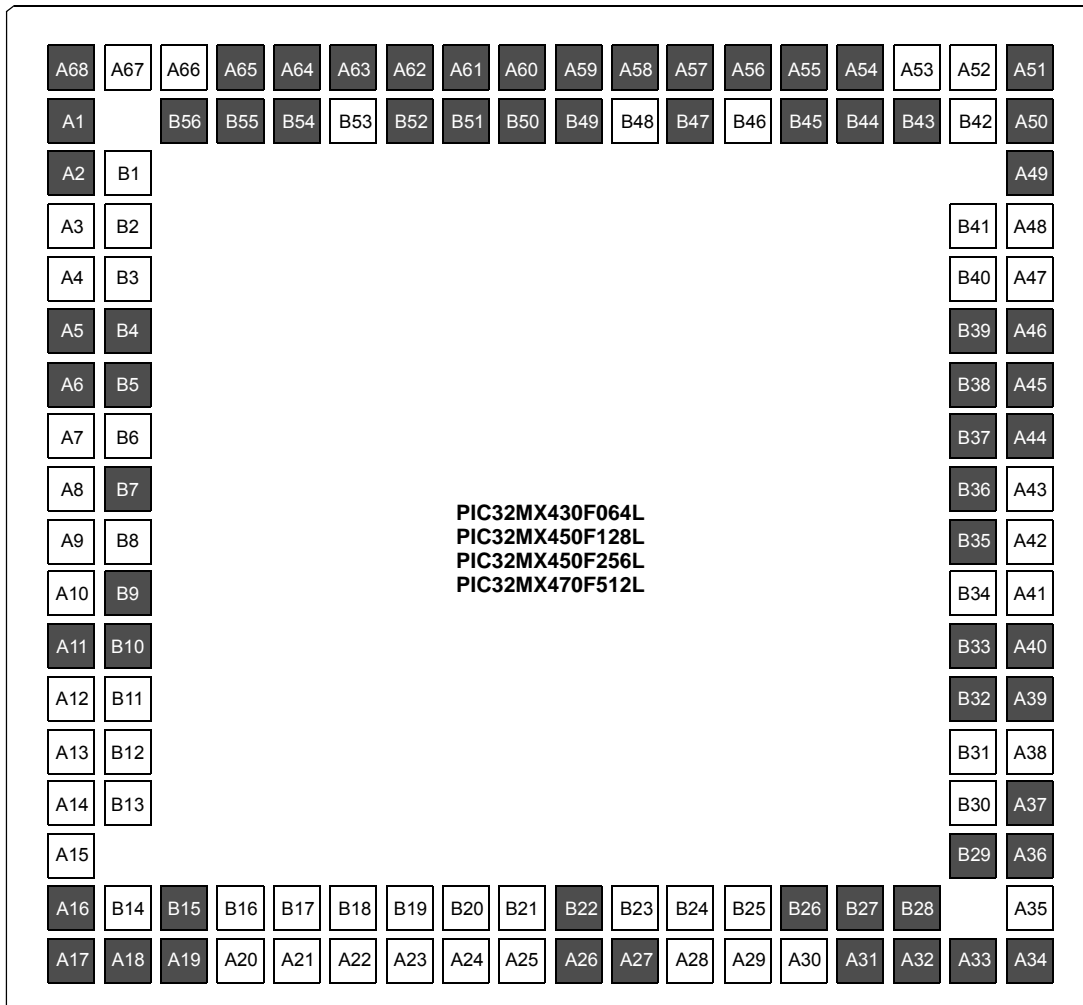 A68 A67 A66 A65 A64 A63 A62 A61 A60 A59 A58 A57 A56 A55 A54 A53 A52 A51
A1 B56 B55 B54 B53 B52 B51 B50 B49 B48 B47 B46 B45 B44 B43 B42 A50
A2 B1 A49
A3 B2 B41 A48
A4 B3 B40 A47
A5 B4 B39 A46
A6 B5 B38 A45
A7 B6 B37 A44
A8 B7 B36 A43
PIC32MX430F064L
A9 B8 B35 A42
PIC32MX450F128L
PIC32MX450F256L
A10 B9 B34 A41
PIC32MX470F512L
A11 B10 B33 A40
A12 B11 B32 A39
A13 B12 B31 A38
A14 B13 B30 A37
A15 B29 A36
A16 B14 B15 B16 B17 B18 B19 B20 B21 B22 B23 B24 B25 B26 B27 B28 A35
A17 A18 A19 A20 A21 A22 A23 A24 A25 A26 A27 A28 A29 A30 A31 A32 A33 A34